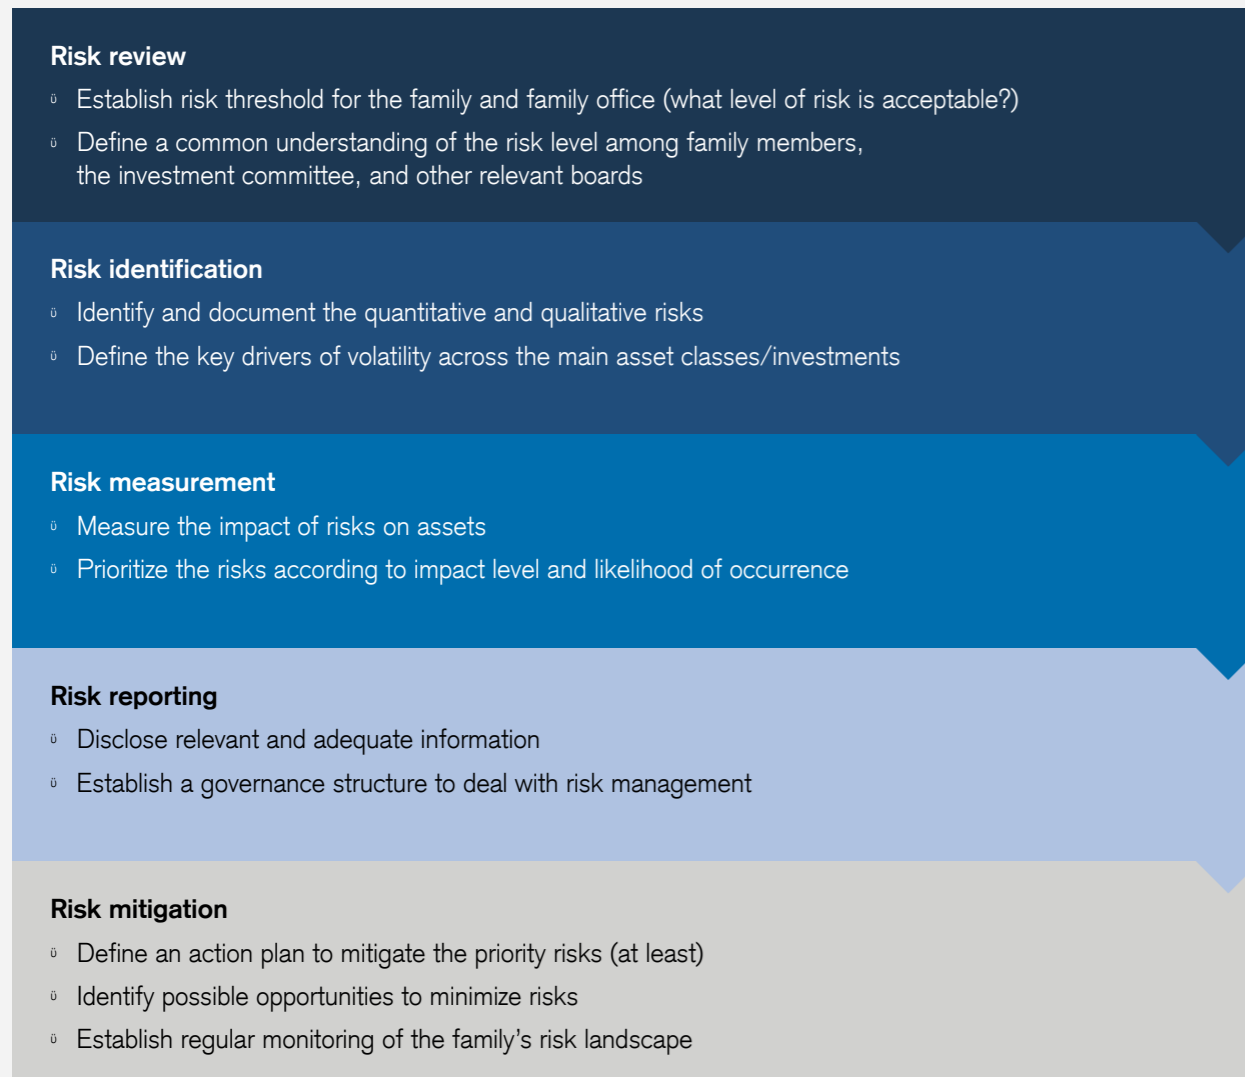 Risk review
ü Establish risk threshold for the family and family office (what level of risk is acceptable?)
ü Define a common understanding of the risk level among family members,
the investment committee, and other relevant boards
Risk identification
ü Identify and document the quantitative and qualitative risks
ü Define the key drivers of volatility across the main asset classes/investments
Risk measurement
ü Measure the impact of risks on assets
ü Prioritize the risks according to impact level and likelihood of occurrence
Risk reporting
ü Disclose relevant and adequate information
ü Establish a governance structure to deal with risk management
Risk mitigation
ü Define an action plan to mitigate the priority risks (at least)
ü Identify possible opportunities to minimize risks
ü Establish regular monitoring of the family’s risk landscape